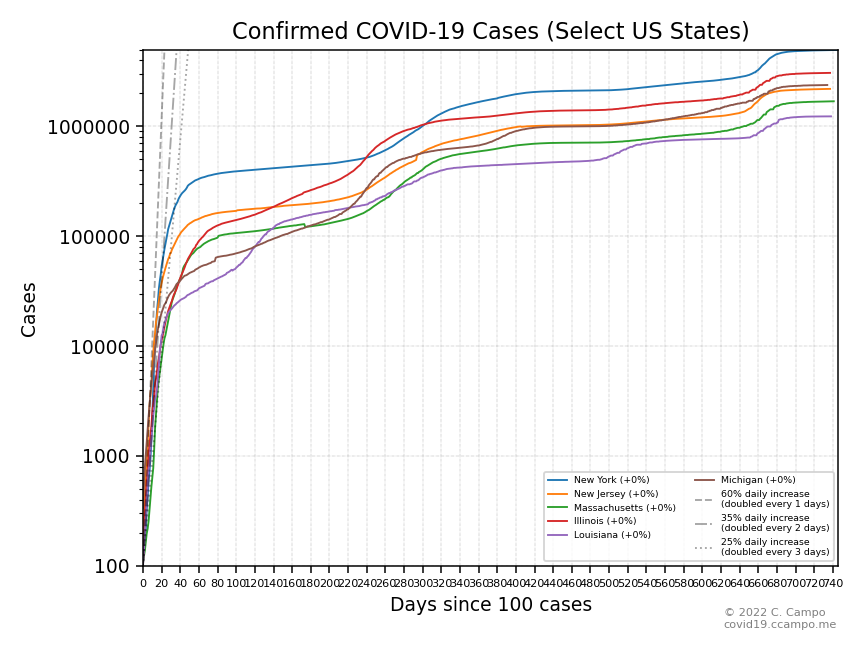 Confirmed COVID-19 Cases (Select US States)
1000000
100000
10000
1000
100
Cases
New York (+0%)
New Jersey (+0%)
Massachusetts (+0%)
Illinois (+0%)
Louisiana (+0%)
Michigan (+0%)
60% daily increase
(doubled every 1 days)
35% daily increase
(doubled every 2 days)
25% daily increase
(doubled every 3 days)
0 20 40 60 80 100 120 140 160 180 200 220 240 260 280 300 320 340 360 380 400 420 440 460 480 500 520 540 560 580 600 620 640 660 680 700 720 740
Days since 100 cases
© 2022 C. Campo
covid19.ccampo.me